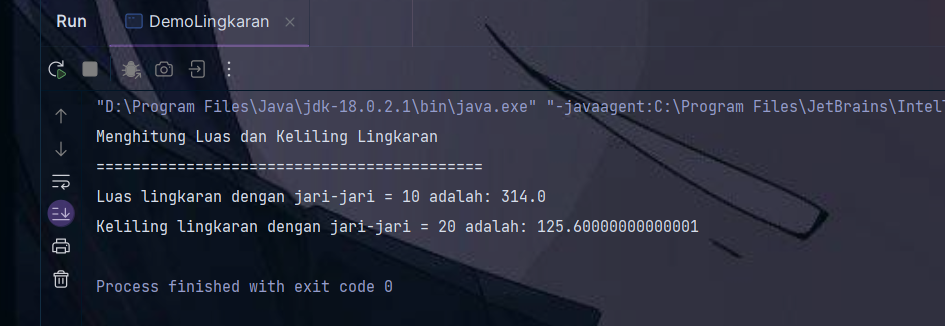 Run DemoLingkaran
"D:\Program Files\Java\jdk-18.0.2.1\bin\java.exe" "-javaagent:C:\Program Files\JetBrains\Intel
Menghitung Luas dan Keliling Lingkaran
===========================================
Luas lingkaran dengan jari-jari = 10 adalah: 314.0
Keliling lingkaran dengan jari-jari = 20 adalah: 125.60000000000001
Process finished with exit code 0